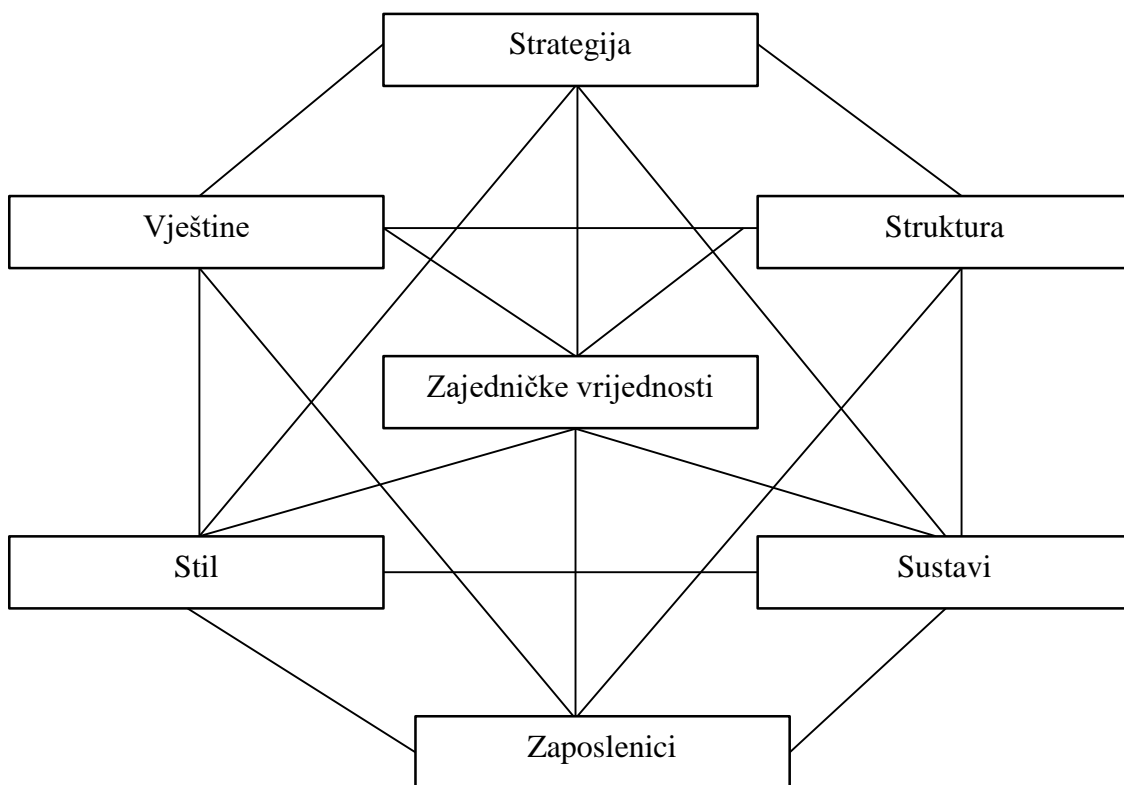 Strategija
Vještine
Struktura
Zajedničke vrijednosti
Stil
Sustavi
Zaposlenici